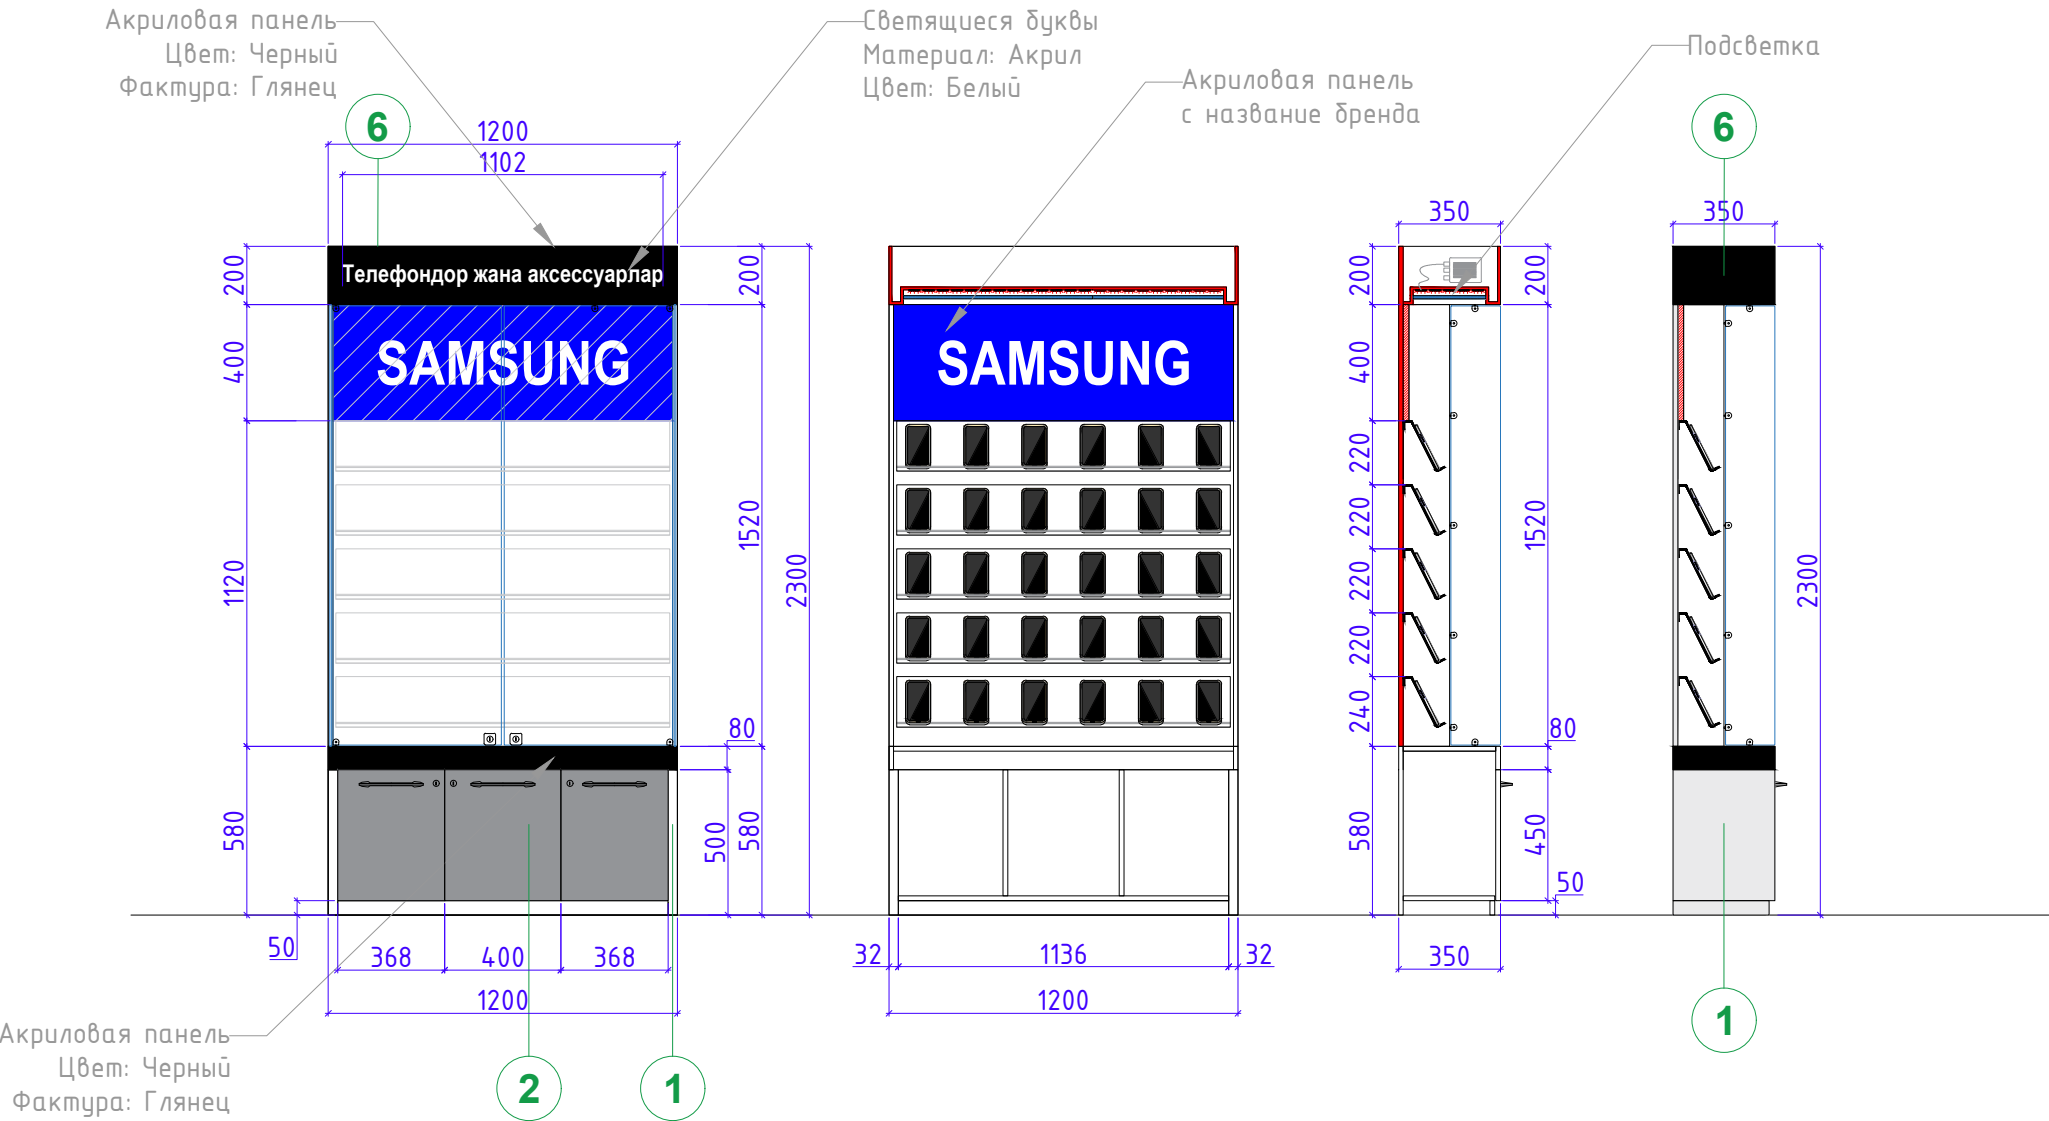 Акриловая панель
Цвет: Черный
Фактура: Глянец
Светящиеся буквы
Материал: Акрил
Цвет: Белый
Акриловая панель
с название бренда
Подсветка
6
6
1200
1102
350
350
Телефондор жана аксессуарлар
200
200
200
200
SAMSUNG
SAMSUNG
400
400
1120
1520
2300
220
220
220
220
240
1520
2300
80
80
580
500
580
580
450
50
50
368
400
368
1200
32
1136
32
1200
350
Акриловая панель
Цвет: Черный
Фактура: Глянец
2
1
1